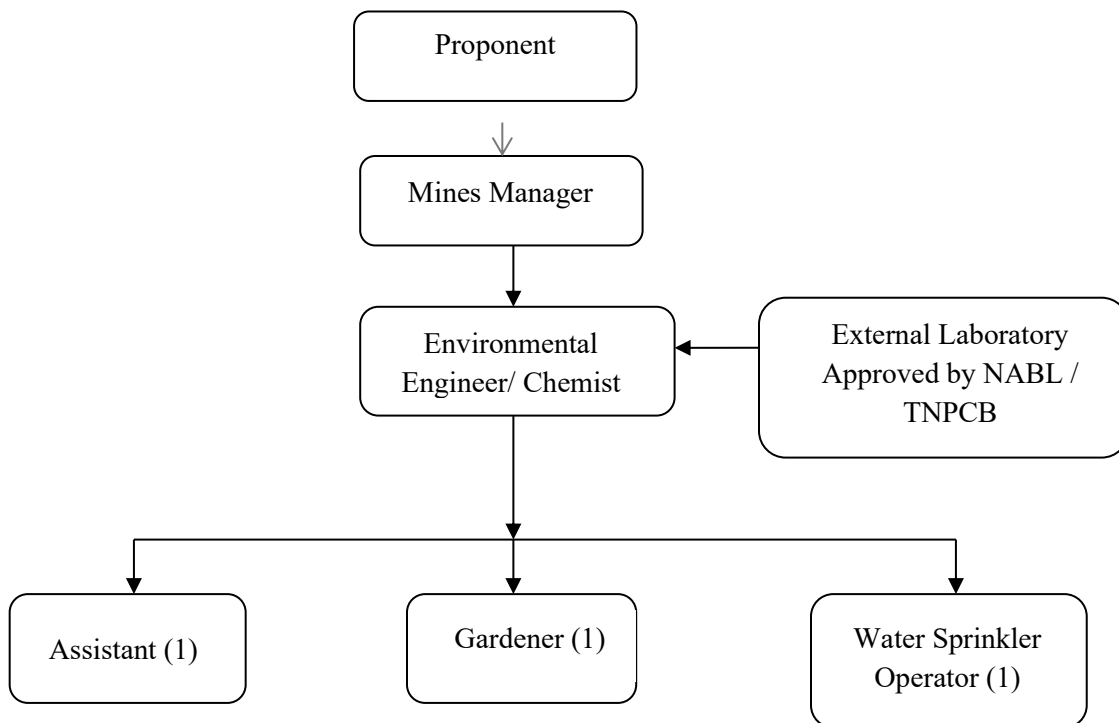 Proponent
Mines Manager
Environmental
Engineer/ Chemist
External Laboratory
Approved by NABL /
TNPCB
Assistant (1)
Gardener (1)
Water Sprinkler
Operator (1)